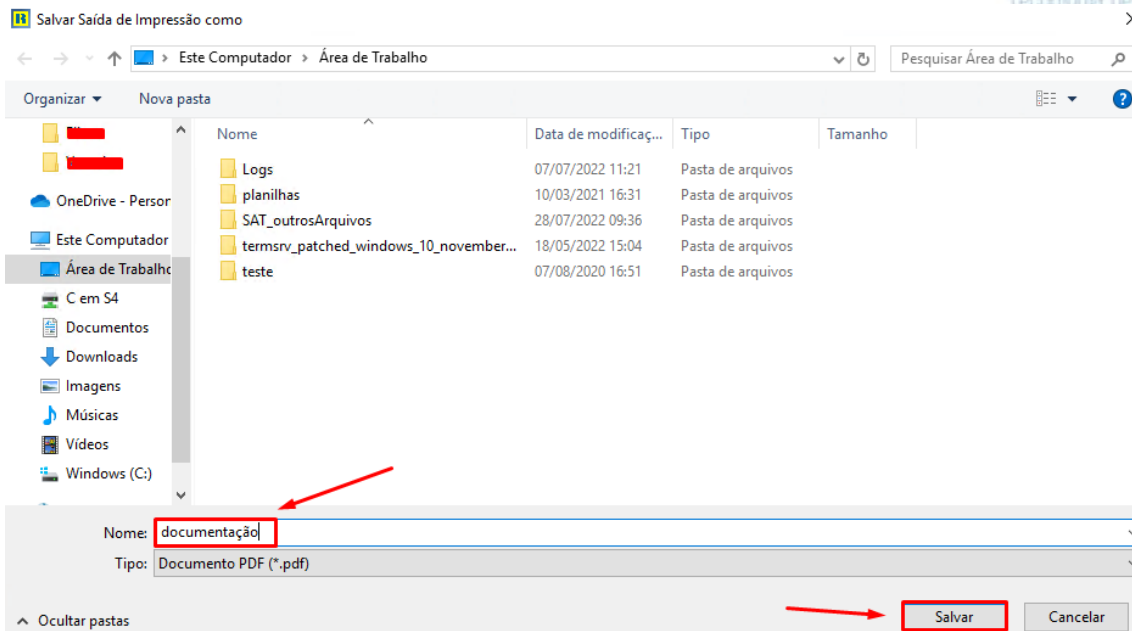 Salvar Saída de Impressão como
Este Computador > Área de Trabalho
Pesquisar Área de Trabalho
Organizar Nova pasta
Nome Data de modificaç... Tipo Tamanho
Logs 07/07/2022 11:21 Pasta de arquivos
planilhas 10/03/2021 16:31 Pasta de arquivos
SAT_outrosArquivos 28/07/2022 09:36 Pasta de arquivos
termsrv_patched_windows_10_november... 18/05/2022 15:04 Pasta de arquivos
teste 07/08/2020 16:51 Pasta de arquivos
OneDrive - Person
Este Computador
Área de Trabalho
C em S4
Documentos
Downloads
Imagens
Músicas
Vídeos
Windows (C:)
Nome: documentação
Tipo: Documento PDF (*.pdf)
Ocultar pastas
Salvar Cancelar